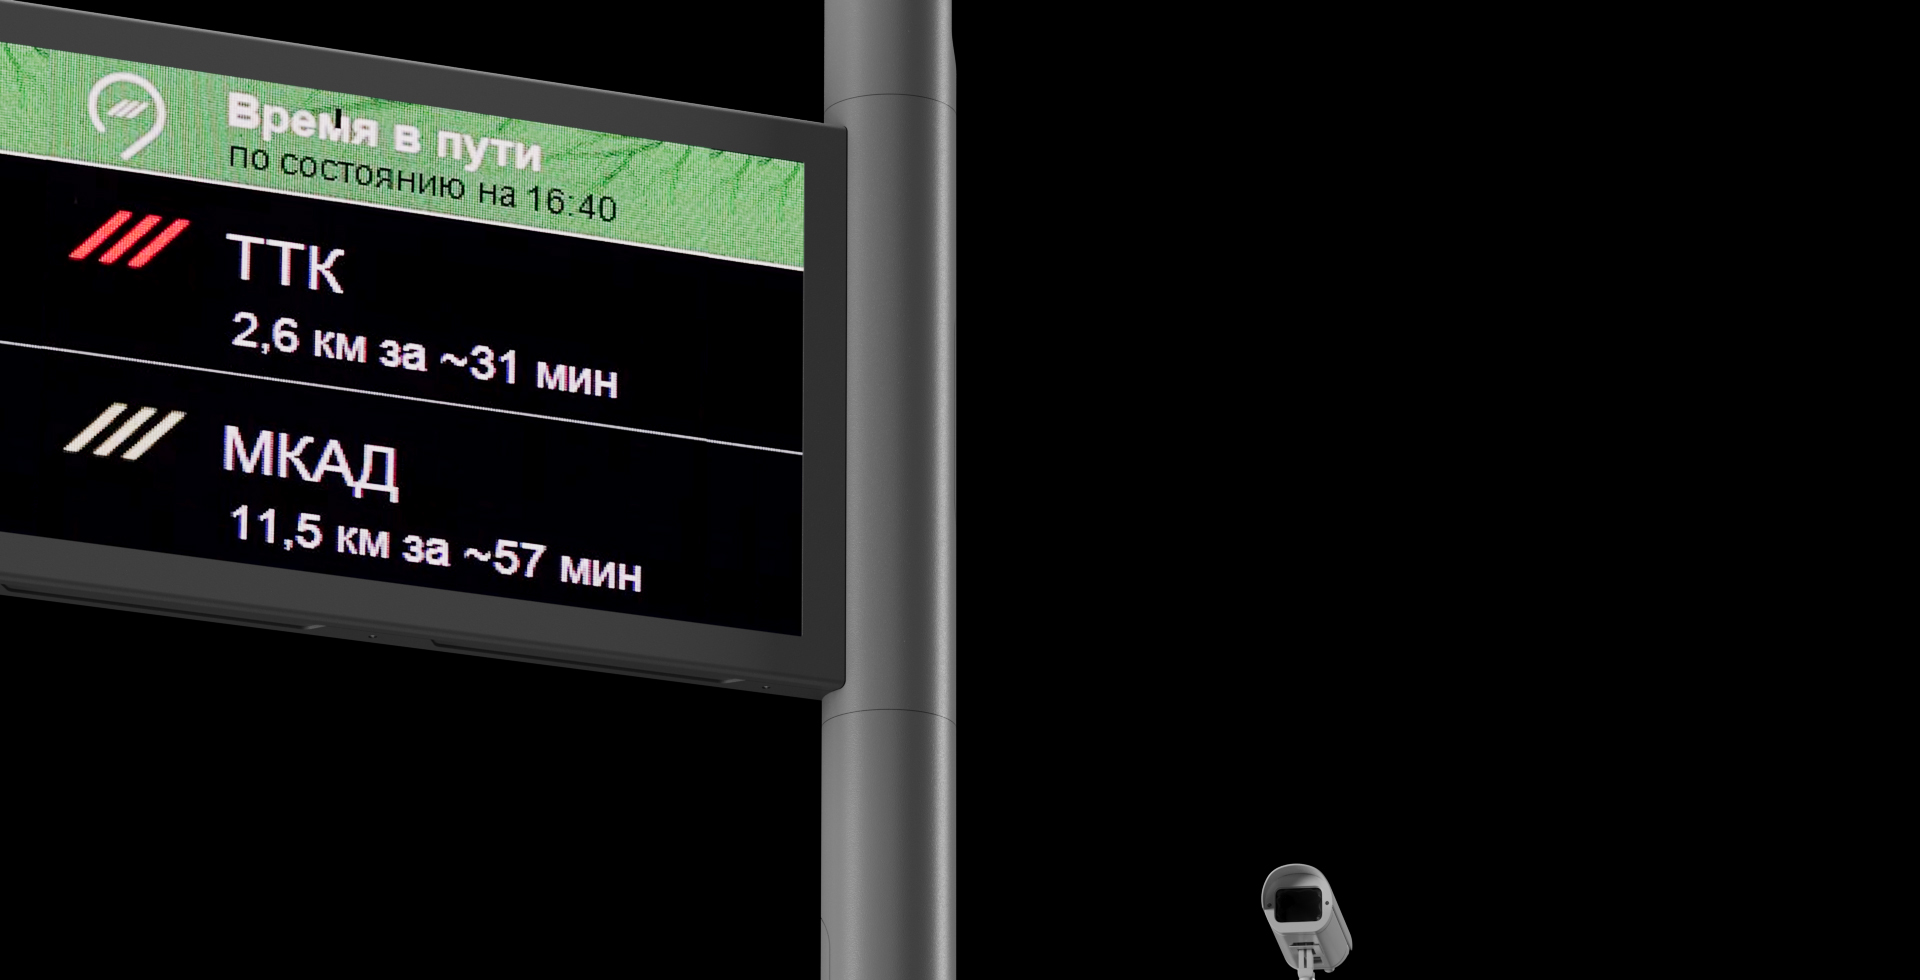 Время в пути
по состоянию на 16:40
ТТК
2,6 км за ~31 мин
МКАД
11,5 км за ~57 мин